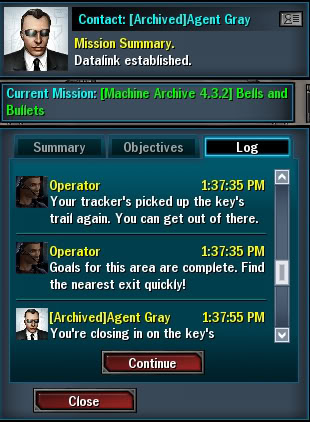 Contact: [Archived]Agent Gray
Mission Summary.
Datalink established.
Current Mission: [Machine Archive 4.3.2] Bells and
Bullets
Summary Objectives Log
Operator 1:37:35 PM
Your tracker's picked up the key's
trail again. You can get out of there.
Operator 1:37:35 PM
Goals for this area are complete. Find
the nearest exit quickly!
[Archived]Agent Gray 1:37:55 PM
You're closing in on the key's
Continue
Close